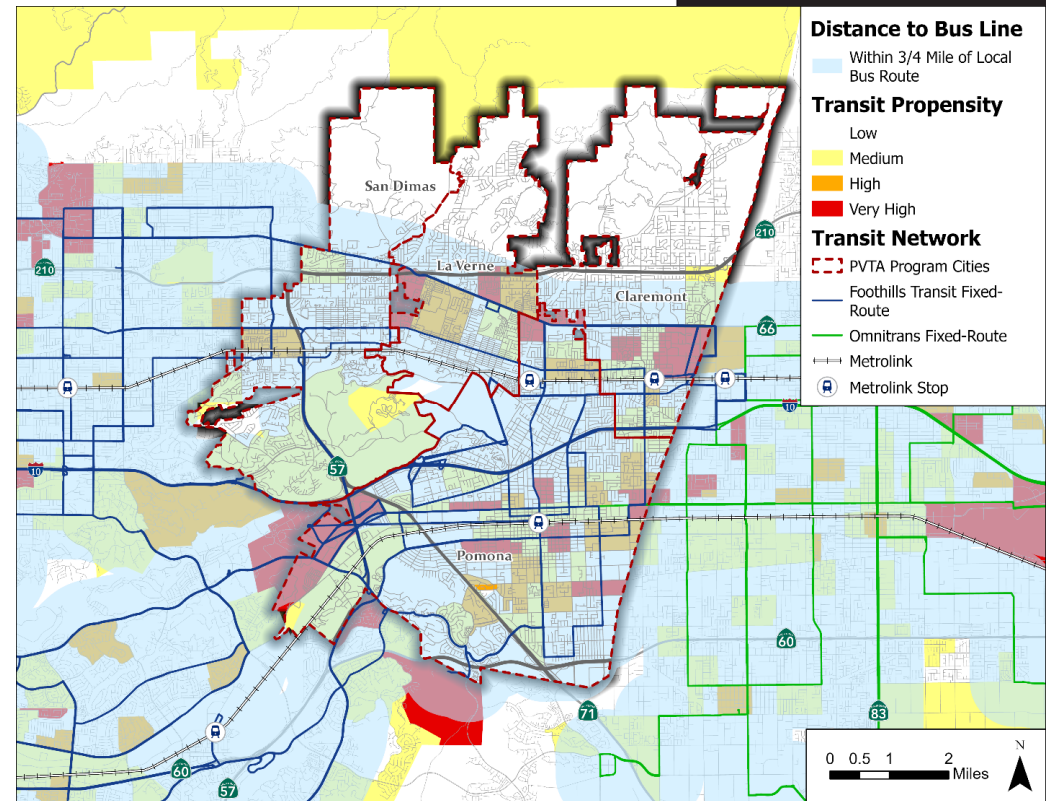 Distance to Bus Line
Within 3/4 Mile of Local
Bus Route
Transit Propensity
Low
Medium
High
Very High
Transit Network
PVTA Program Cities
Foothills Transit Fixed-
Route
Omnitrans Fixed-Route
Metrolink
Metrolink Stop
San Dimas
210
La Verne
210
Claremont
66
10
57
10
Pomona
60
71
83
60
57
0 0.5 1 2
Miles
N